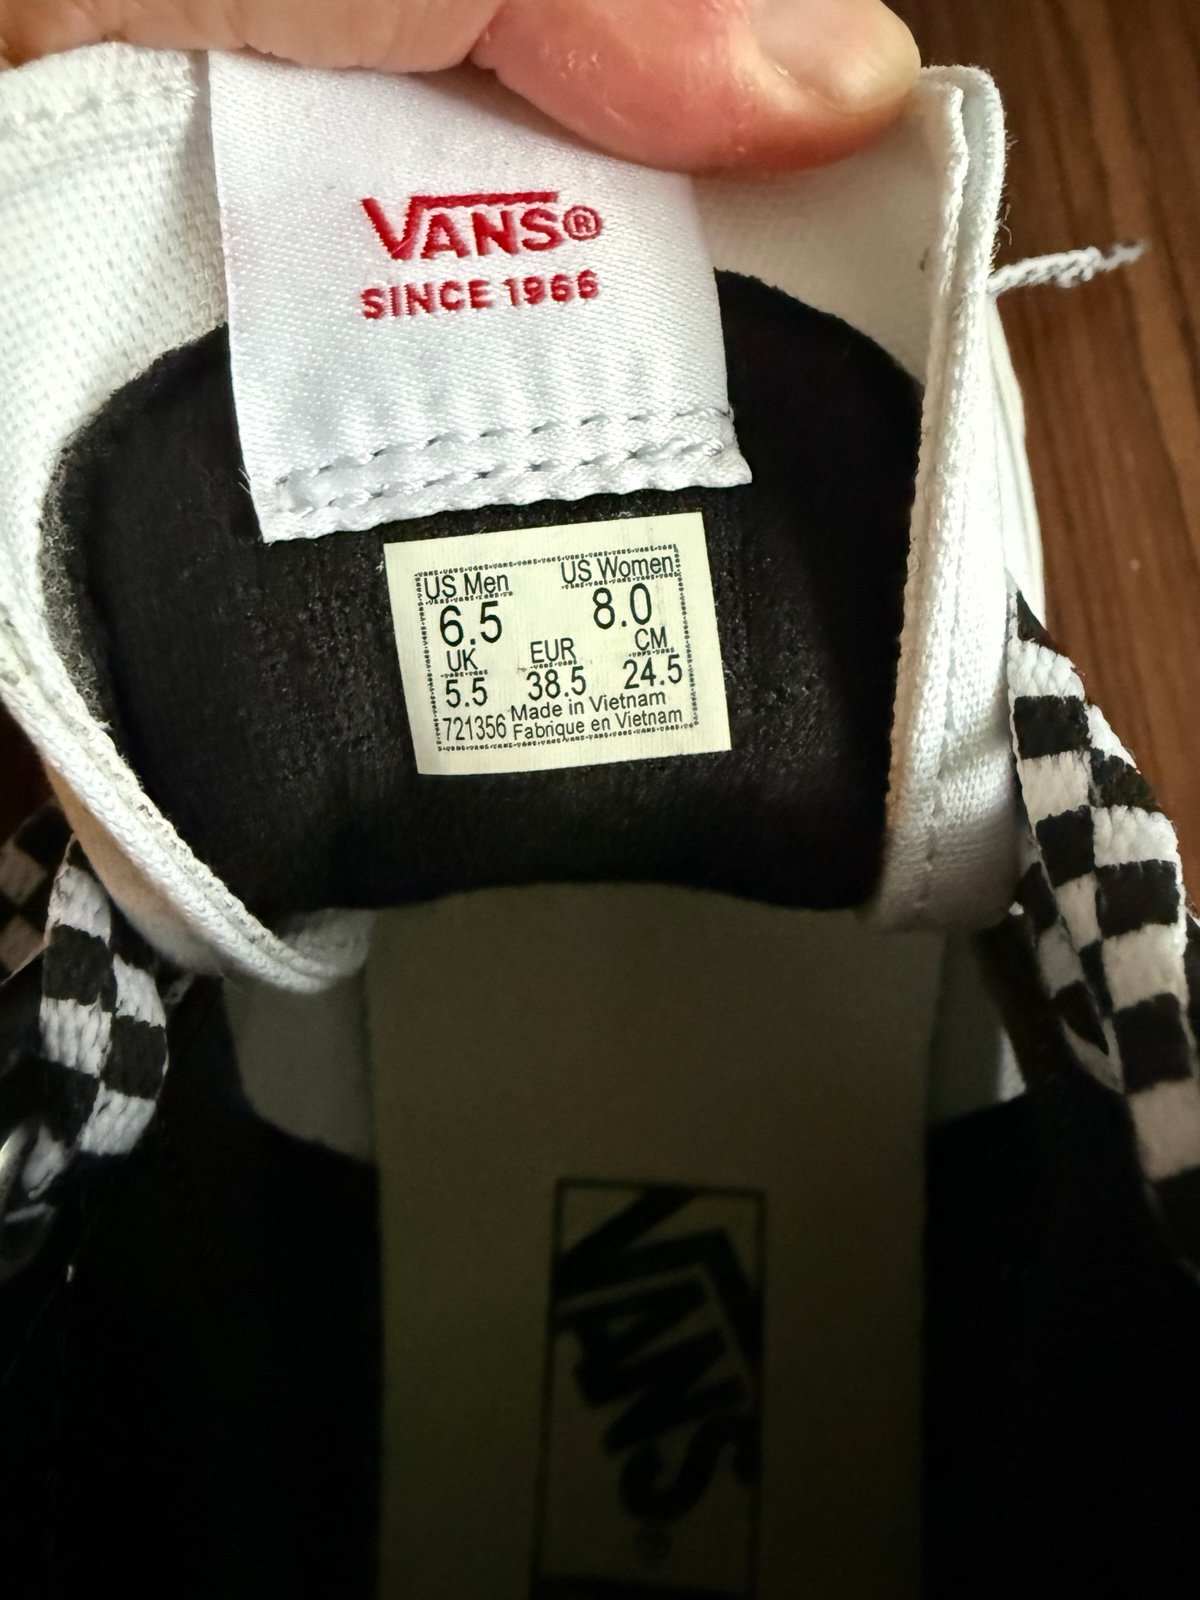 VANS®
SINCE 1966
US Men US Women
6.5 8.0
UK EUR CM
5.5 38.5 24.5
721356 Made in Vietnam
Fabrique en Vietnam
VANS